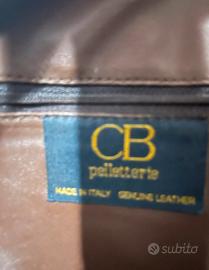 CB
pelletterie
MADE IN ITALY GENUINE LEATHER
subito